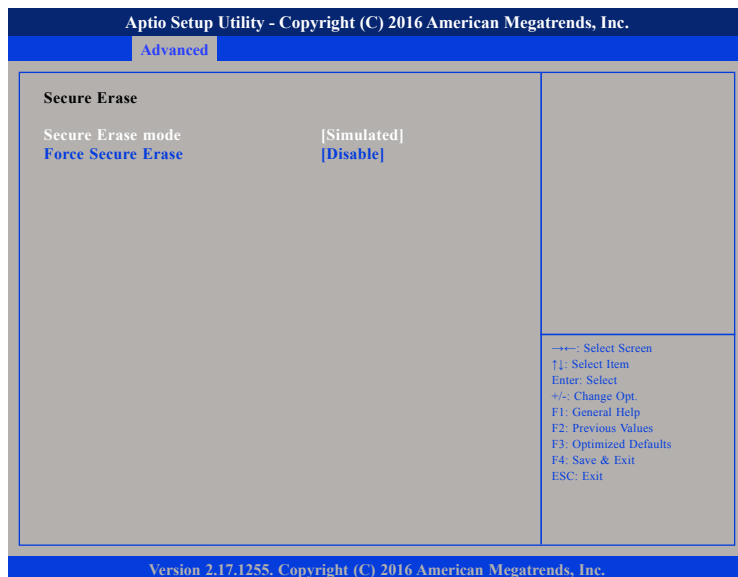 Aptio Setup Utility - Copyright (C) 2016 American Megatrends, Inc.
Advanced
Secure Erase
Secure Erase mode [Simulated]
Force Secure Erase [Disable]
→←: Select Screen
↑↓: Select Item
Enter: Select
+/-: Change Opt.
F1: General Help
F2: Previous Values
F3: Optimized Defaults
F4: Save & Exit
ESC: Exit
Version 2.17.1255. Copyright (C) 2016 American Megatrends, Inc.